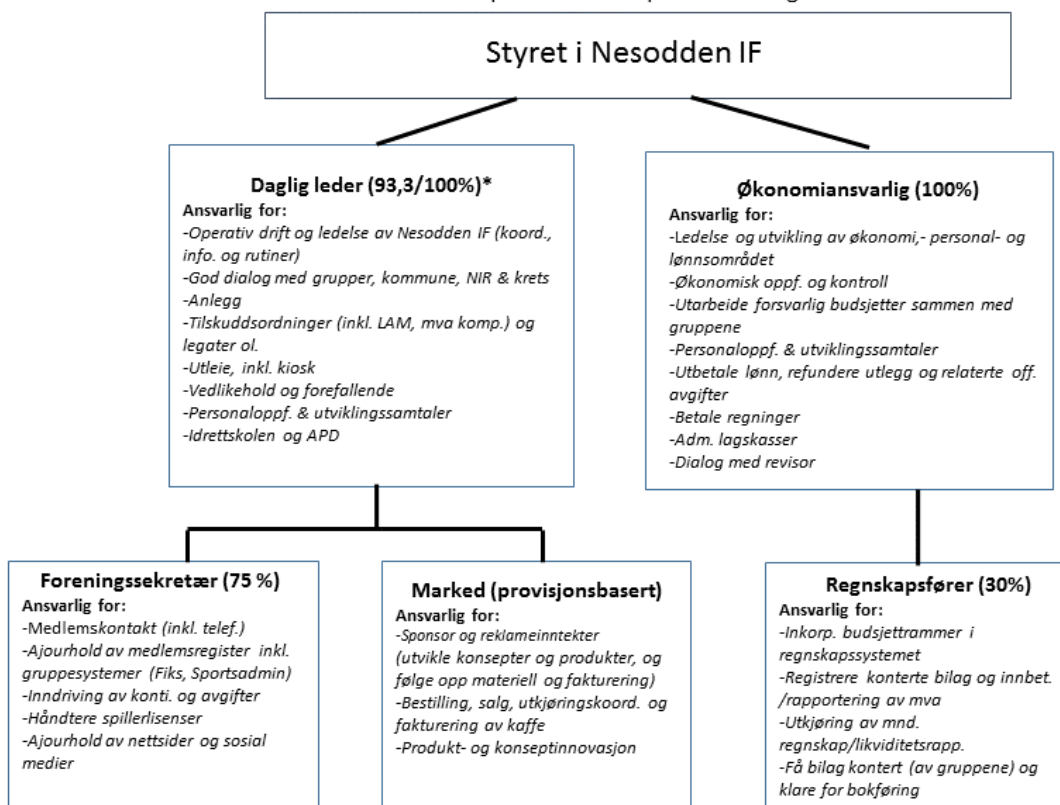 Styret i Nesodden IF
Daglig leder (93,3/100%)*
Ansvarlig for:
-Operativ drift og ledelse av Nesodden IF (koord.,
info. og rutiner)
-God dialog med grupper, kommune, NIR & krets
-Anlegg
-Tilskuddsordninger (inkl. LAM, mva komp.) og
legater ol.
-Utleie, inkl. kiosk
-Vedlikehold og forefallende
-Personaloppf. & utviklingssamtaler
-Idrettskolen og APD
Økonomiansvarlig (100%)
Ansvarlig for:
-Ledelse og utvikling av økonomi,- personal- og
lønnsområdet
-Økonomisk oppf. og kontroll
-Utarbeide forsvarlig budsjetter sammen med
gruppene
-Personaloppf. & utviklingssamtaler
-Utbetale lønn, refundere utlegg og relaterte off.
avgifter
-Betale regninger
-Adm. lagskasser
-Dialog med revisor
Foreningssekretær (75 %)
Ansvarlig for:
-Medlemskontakt (inkl. telef.)
-Ajourhold av medlemsregister inkl.
gruppesystemer (Fiks, Sportsadmin)
-Inndriving av konti. og avgifter
-Håndtere spillerlisenser
-Ajourhold av nettsider og sosial
medier
Marked (provisjonsbasert)
Ansvarlig for:
-Sponsor og reklameinntekter
(utvikle konsepter og produkter, og
følge opp materiell og fakturering)
-Bestilling, salg, utkjøringskoord. og
fakturering av kaffe
-Produkt- og konseptinnovasjon
Regnskapsfører (30%)
Ansvarlig for:
-Inkorp. budsjettrammer i
regnskapssystemet
-Registrere konterte bilag og innbet.
/rapportering av mva
-Utkjøring av mnd.
regnskap/likviditetsrapp.
-Få bilag kontert (av gruppene) og
klare for bokføring